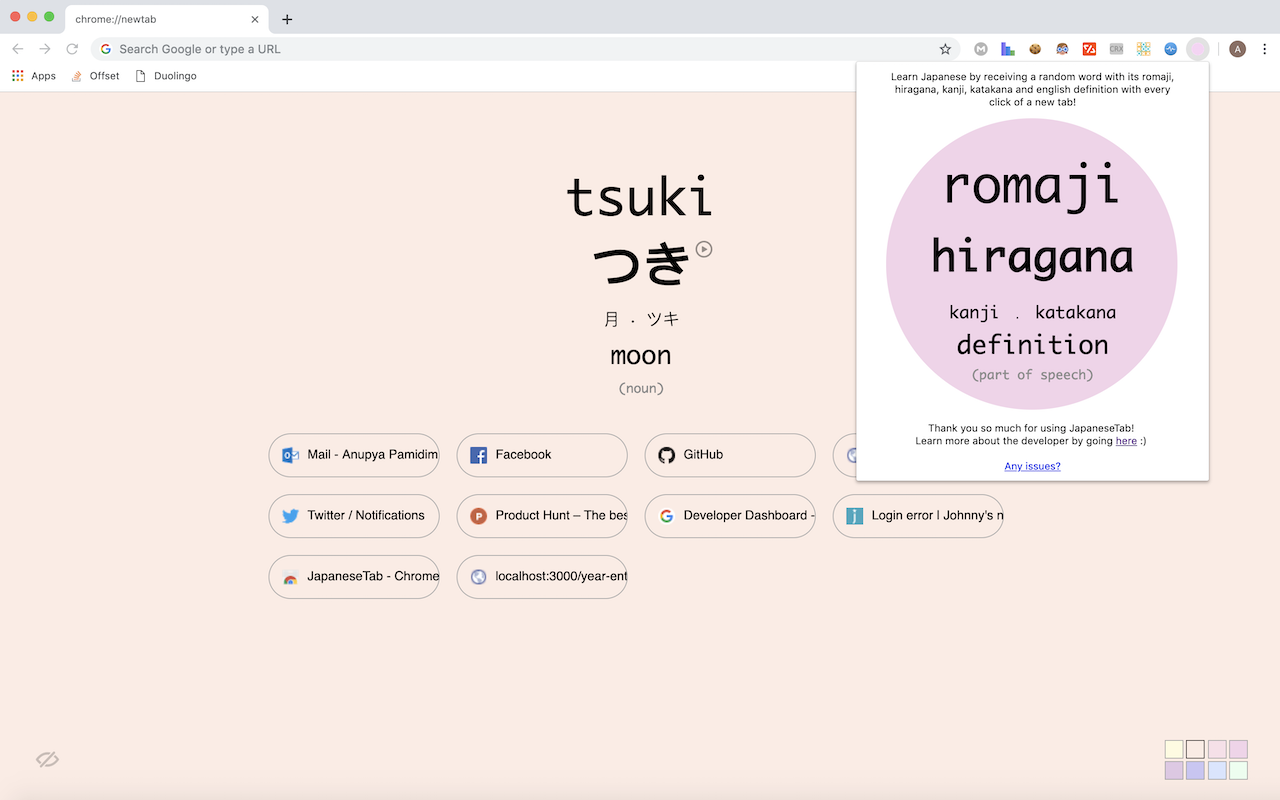 chrome://newtab
Search Google or type a URL
Apps
Offset
Duolingo
Learn Japanese by receiving a random word with its romaji,
hiragana, kanji, katakana and english definition with every
click of a new tab!
romaji
hiragana
kanji . katakana
definition
(part of speech)
Thank you so much for using JapaneseTab!
Learn more about the developer by going here :)
Any issues?
tsuki
つき
月 . ツキ
moon
(noun)
Mail - Anupya Pamidim
Facebook
GitHub
Twitter / Notifications
Product Hunt – The bes
Developer Dashboard -
Login error | Johnny's n
JapaneseTab - Chrome
localhost:3000/year-ent
A
CRX